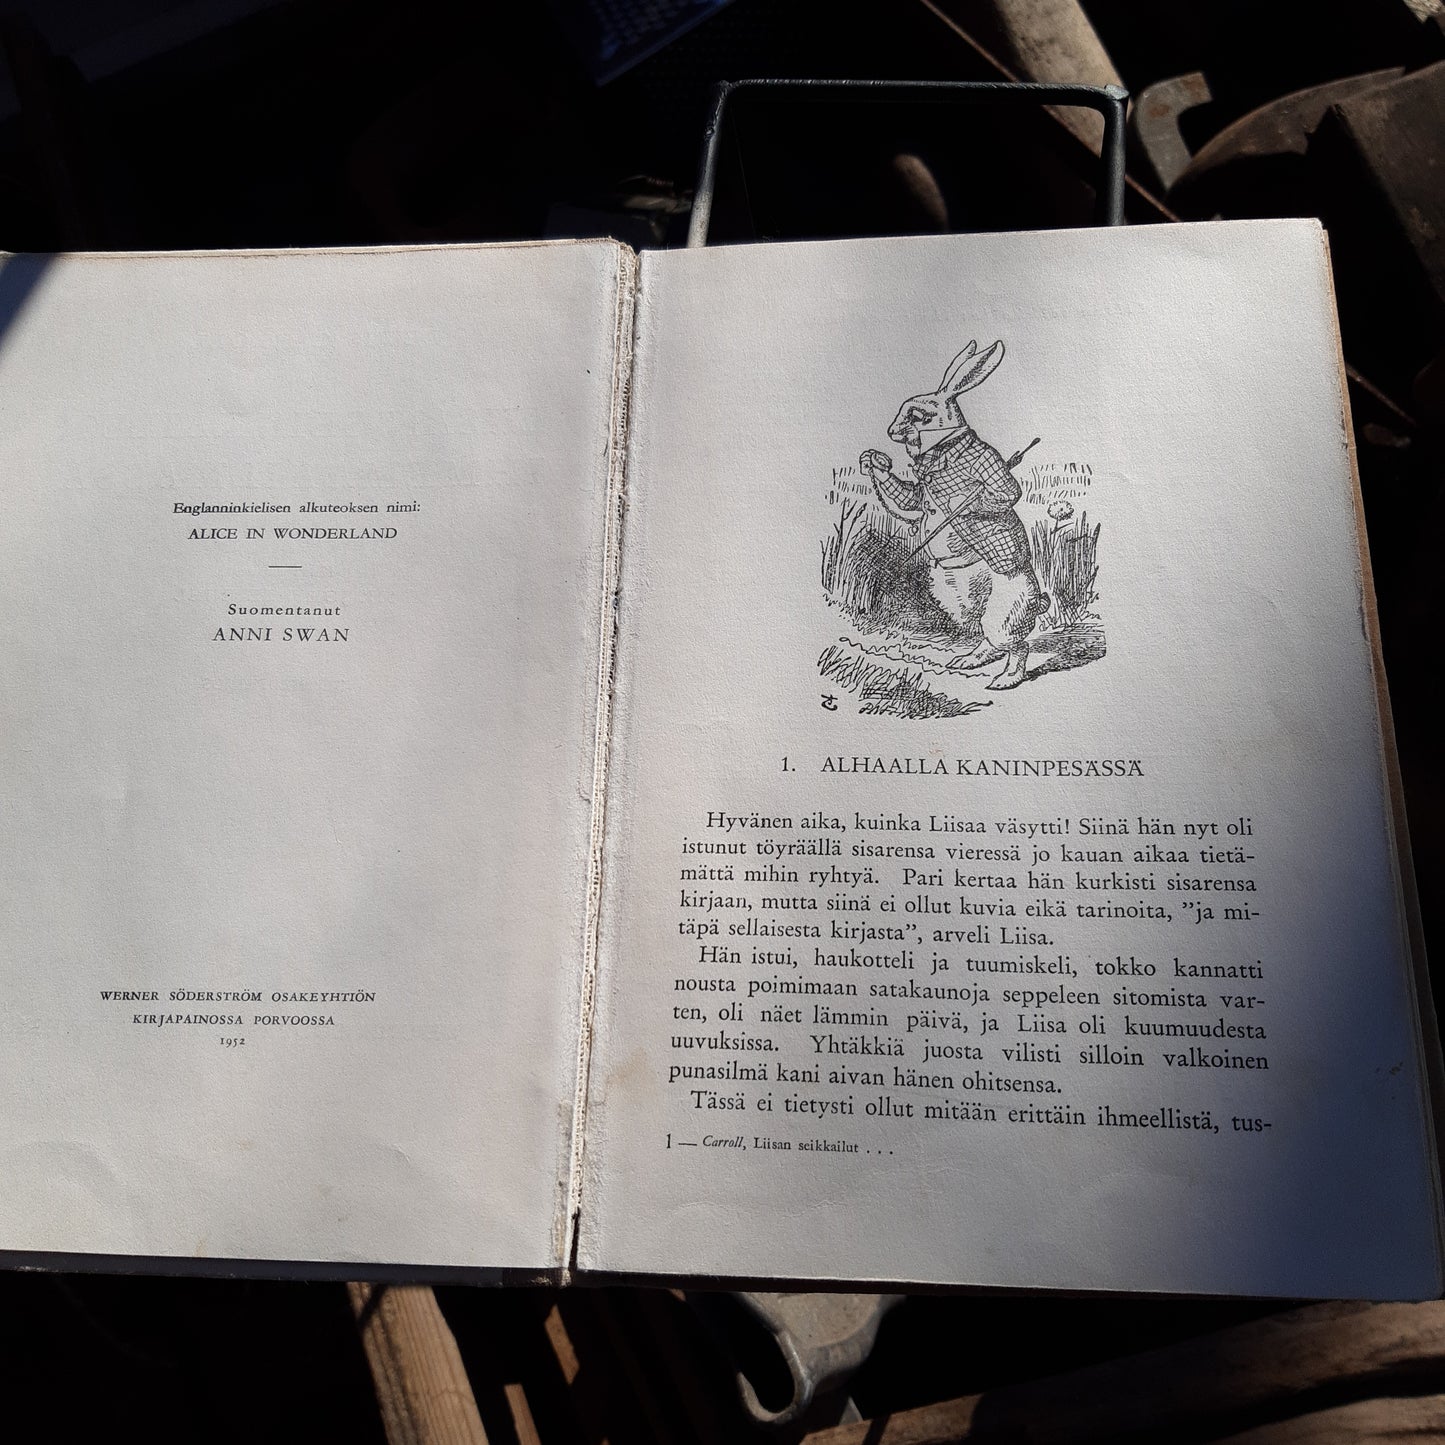 Englanninkielisen alkuteoksen nimi:
ALICE IN WONDERLAND
Suomentanut
ANNI SWAN
WERNER SÖDERSTRÖM OSAKEYHTIÖN
KIRJAPAINOSSA PORVOOSSA
1952
1. ALHAALLA KANINPESÄSSÄ
Hyvänen aika, kuinka Liisaa väsytti! Siinä hän nyt oli
istunut töyräällä sisarensa vieressä jo kauan aikaa tietä-
mättä mihin ryhtyä. Pari kertaa hän kurkisti sisarensa
kirjaan, mutta siinä ei ollut kuvia eikä tarinoita, ”ja mi-
täpä sellaisesta kirjasta”, arveli Liisa.
Hän istui, haukotteli ja tuumiskeli, tokko kannatti
nousta poimimaan satakaunoja seppeleen sitomista var-
ten, oli näet lämmin päivä, ja Liisa oli kuumuudesta
uuvuksissa. Yhtäkkiä juosta vilisti silloin valkoinen
punasilmä kani aivan hänen ohitsensa.
Tässä ei tietysti ollut mitään erittäin ihmeellistä, tus-
1 — Carroll, Liisan seikkailut . . .